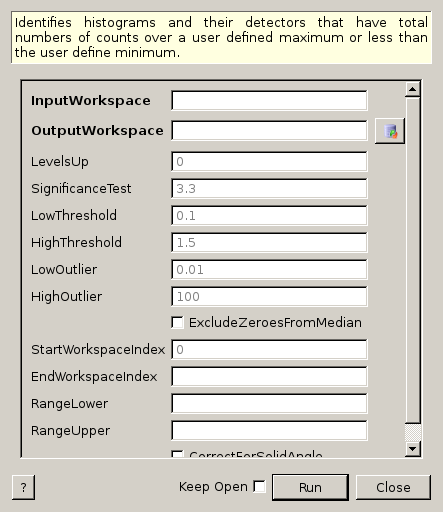 Identifies histograms and their detectors that have total
numbers of counts over a user defined maximum or less than
the user define minimum.
InputWorkspace
OutputWorkspace
LevelsUp 0
SignificanceTest 3.3
LowThreshold 0.1
HighThreshold 1.5
LowOutlier 0.01
HighOutlier 100
ExcludeZeroesFromMedian
StartWorkspaceIndex 0
EndWorkspaceIndex
RangeLower
RangeUpper
CorrectForSolidAngle
? Keep Open Run Close